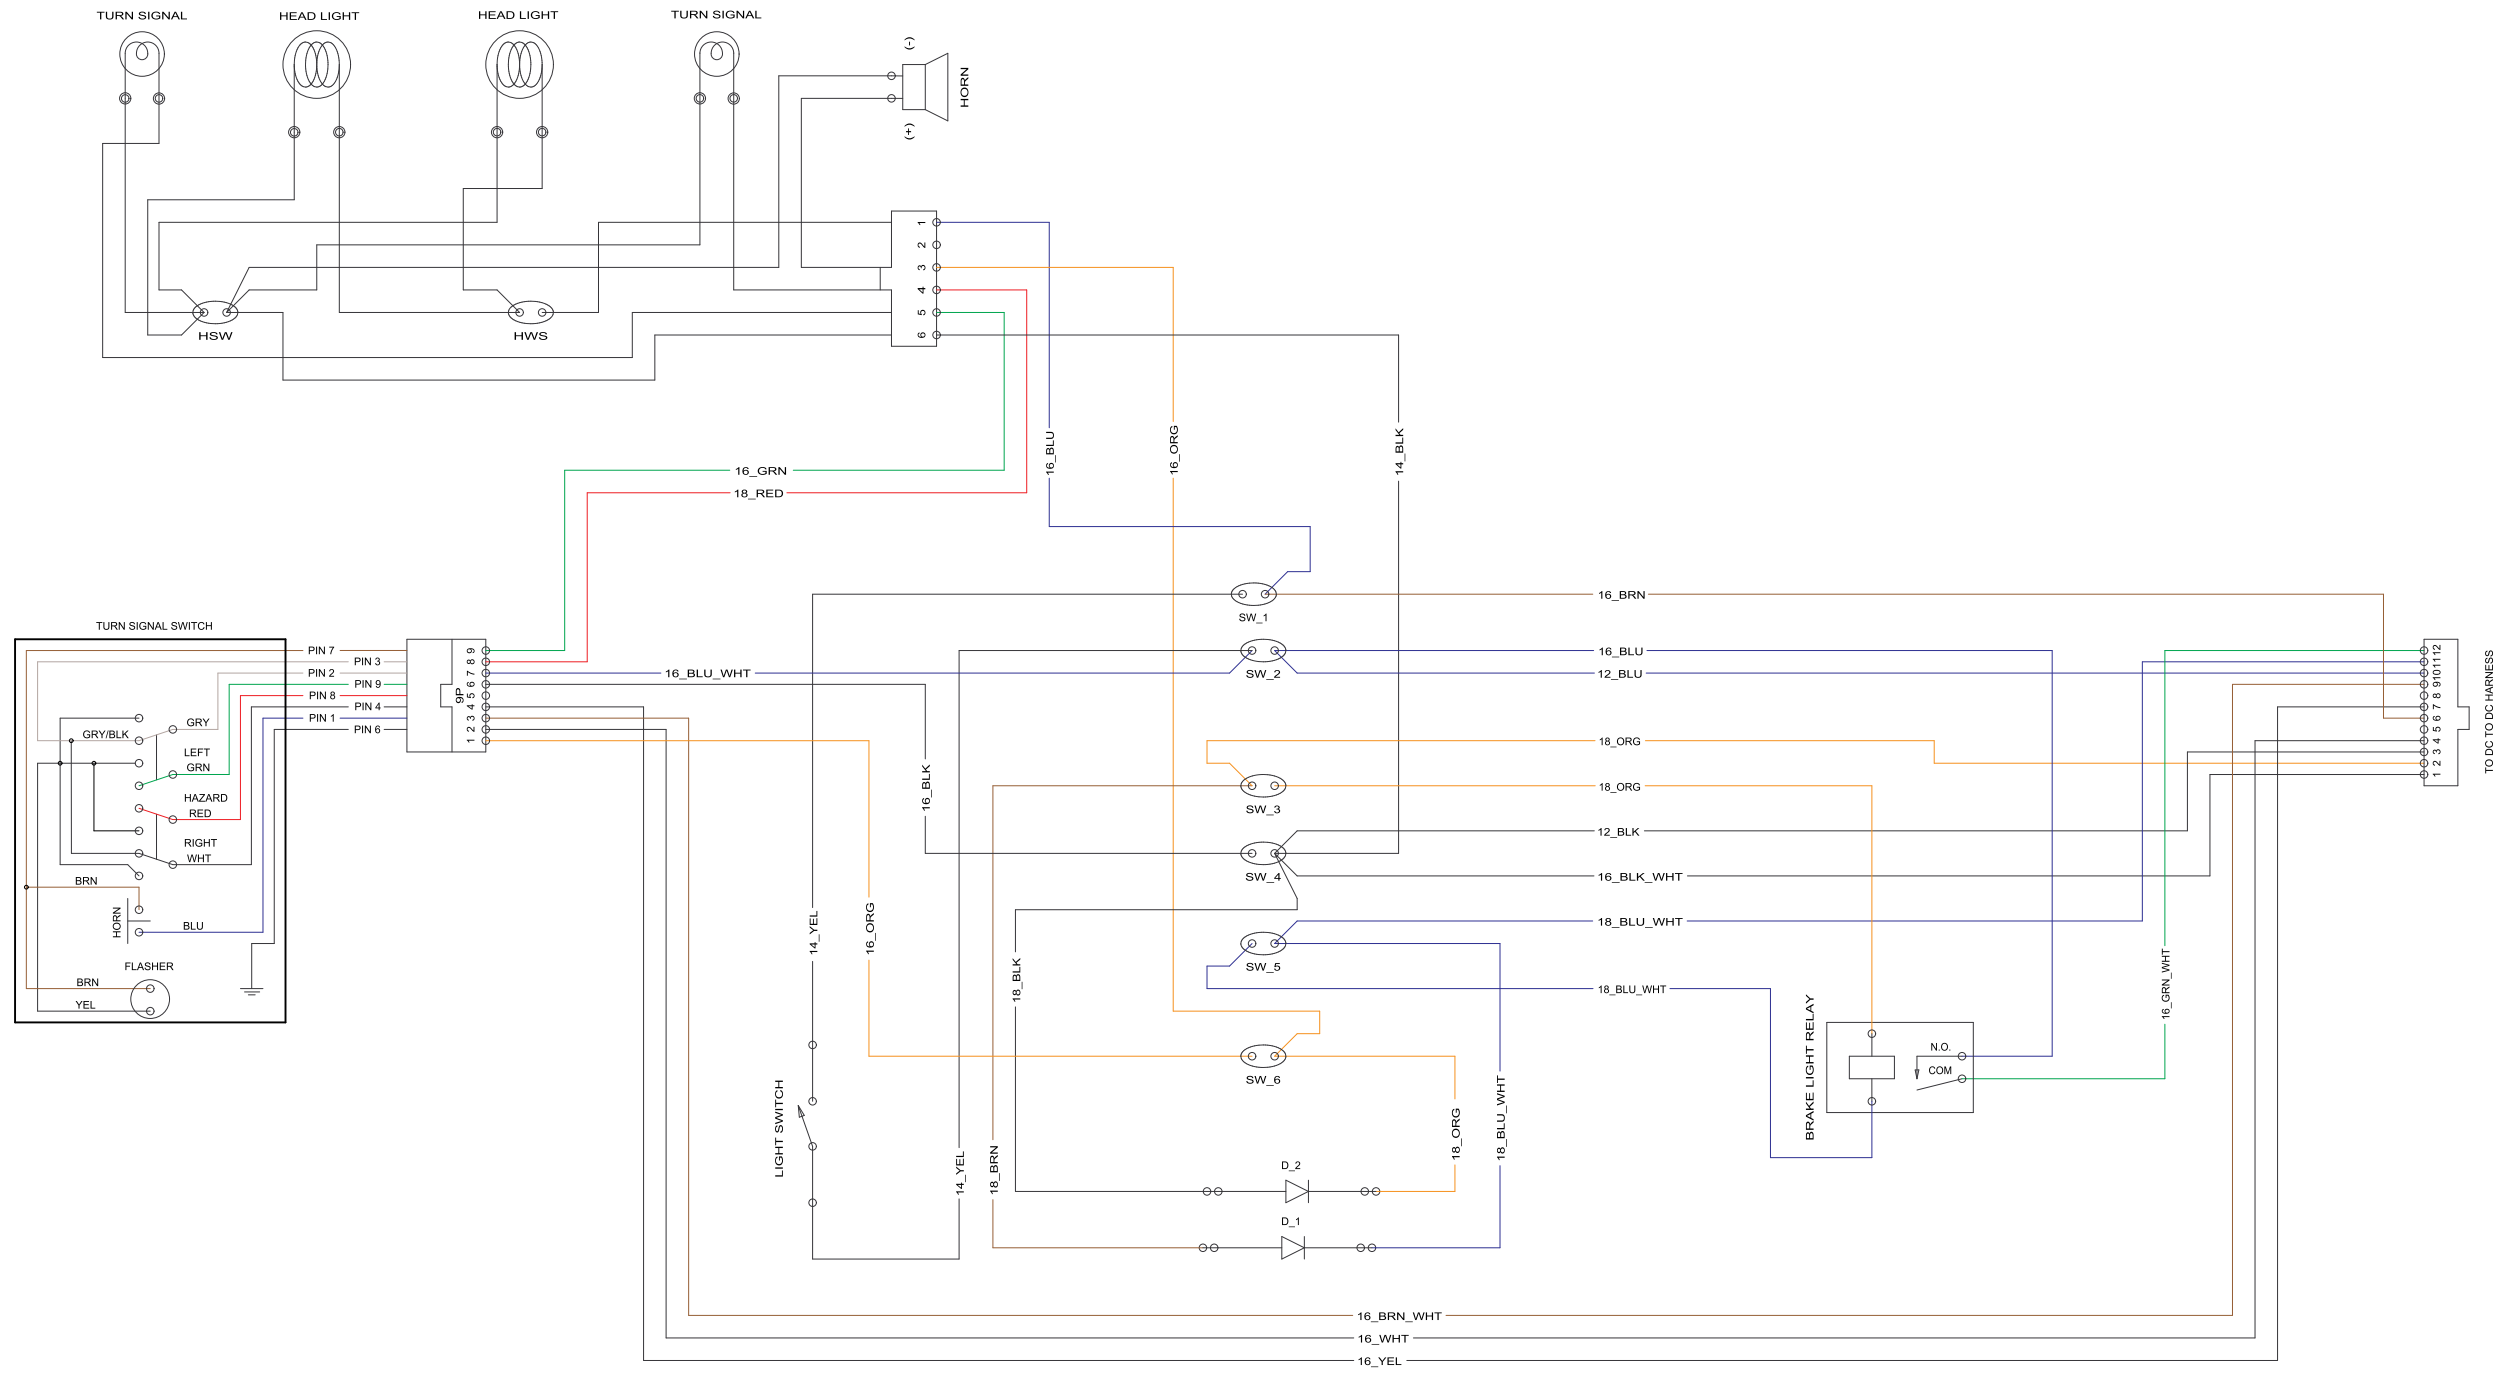 TURN SIGNAL
HEAD LIGHT
HEAD LIGHT
TURN SIGNAL
(-)
HORN
(+)
1
2
3
4
5
6
HSW
HWS
16_BLU
16_ORG
14_BLK
16_GRN
18_RED
TURN SIGNAL SWITCH
PIN 7
PIN 3
PIN 2
PIN 9
PIN 8
PIN 4
PIN 1
PIN 6
GRY
GRY/BLK
LEFT
GRN
HAZARD
RED
RIGHT
WHT
BRN
HORN
BLU
FLASHER
BRN
YEL
9P
9
8
7
6
5
4
3
2
1
16_BLU_WHT
16_BLK
16_ORG
14_YEL
LIGHT SWITCH
14_YEL
18_BRN
18_BLK
SW_1
SW_2
SW_3
SW_4
SW_5
SW_6
D_2
D_1
18_ORG
18_BLU_WHT
16_BRN
16_BLU
12_BLU
18_ORG
18_ORG
12_BLK
16_BLK_WHT
18_BLU_WHT
18_BLU_WHT
BRAKE LIGHT RELAY
N.O.
COM
16_GRN_WHT
12
11
10
9
8
7
6
5
4
3
2
1
TO DC TO DC HARNESS
16_BRN_WHT
16_WHT
16_YEL